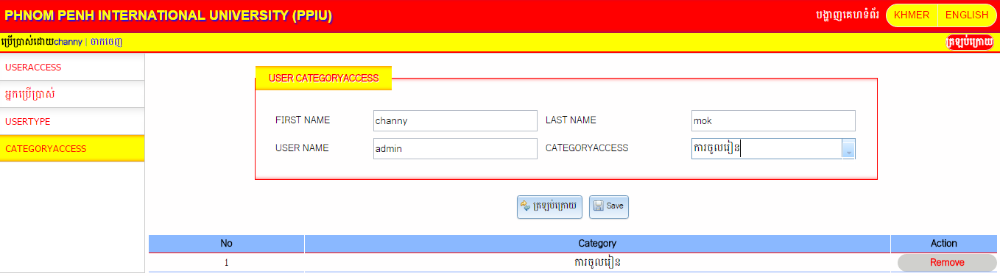 PHNOM PENH INTERNATIONAL UNIVERSITY (PPIU) បង្ហាញគេហទំព័រ KHMER ENGLISH
ប្រើប្រាស់ដោយchanny | ចាកចេញ ត្រឡប់ក្រោយ
USERACCESS
អ្នកប្រើប្រាស់
USERTYPE
CATEGORYACCESS
USER CATEGORYACCESS
FIRST NAME channy LAST NAME mok
USER NAME admin CATEGORYACCESS ការចូលរៀន
ត្រឡប់ក្រោយ Save
No Category Action
1 ការចូលរៀន Remove